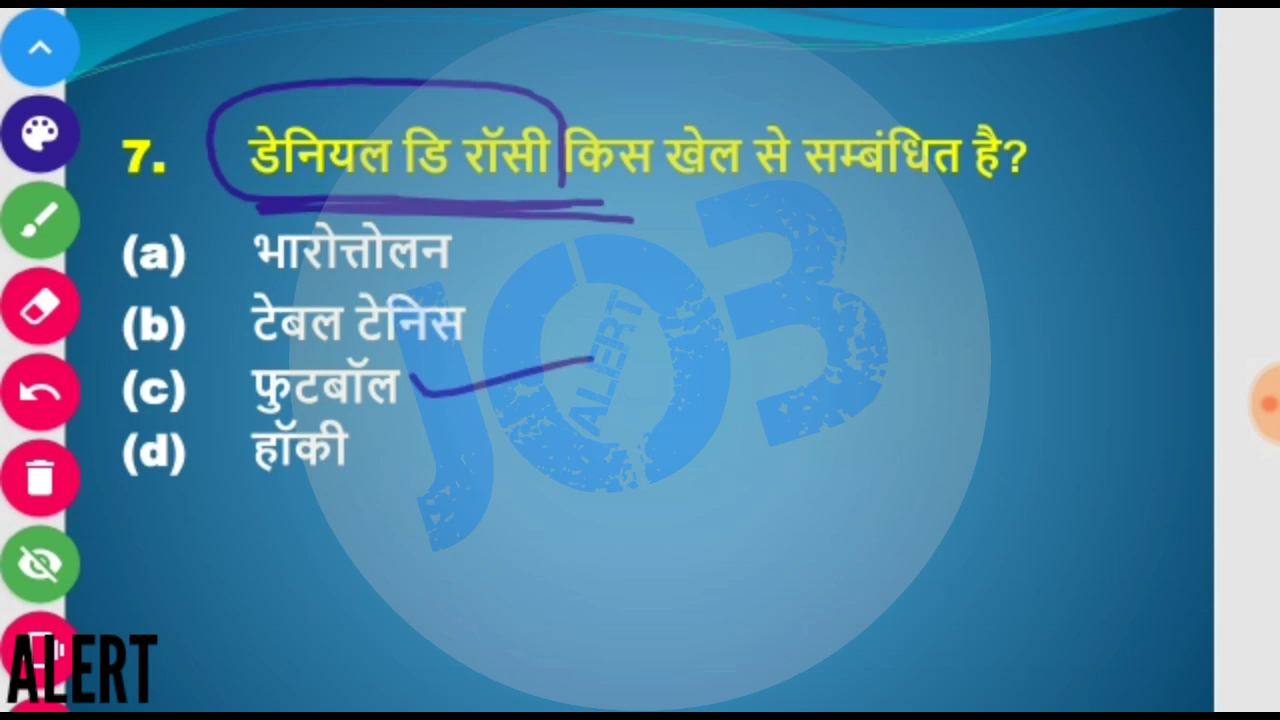 7. डेनियल डि रॉसी किस खेल से सम्बंधित है?
(a) भारोत्तोलन
(b) टेबल टेनिस
(c) फुटबॉल
(d) हॉकी
JOB
ALERT
ALERT